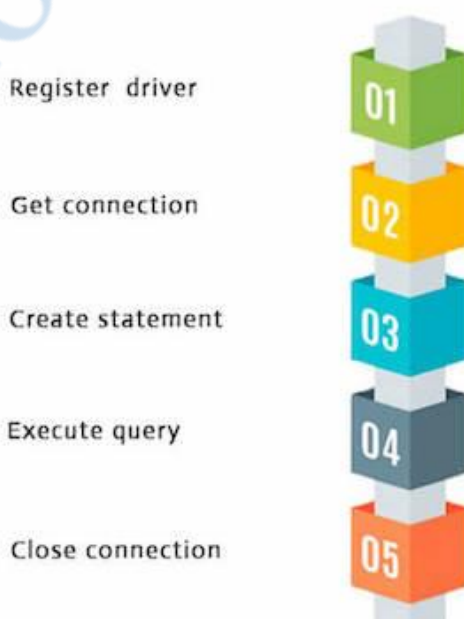 Register driver
01
Get connection
02
Create statement
03
Execute query
04
Close connection
05